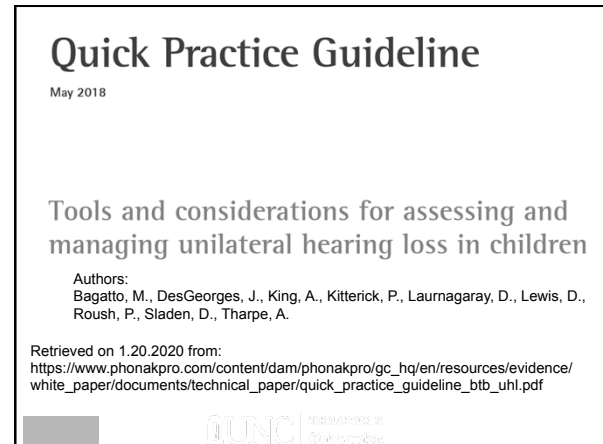 Quick Practice Guideline
May 2018
Tools and considerations for assessing and
managing unilateral hearing loss in children
Authors:
Bagatto, M., DesGeorges, J., King, A., Kitterick, P., Laurnagaray, D., Lewis, D.,
Roush, P., Sladen, D., Tharpe, A.
Retrieved on 1.20.2020 from:
https://www.phonakpro.com/content/dam/phonakpro/gc_hq/en/resources/evidence/
white_paper/documents/technical_paper/quick_practice_guideline_btb_uhl.pdf
UNC